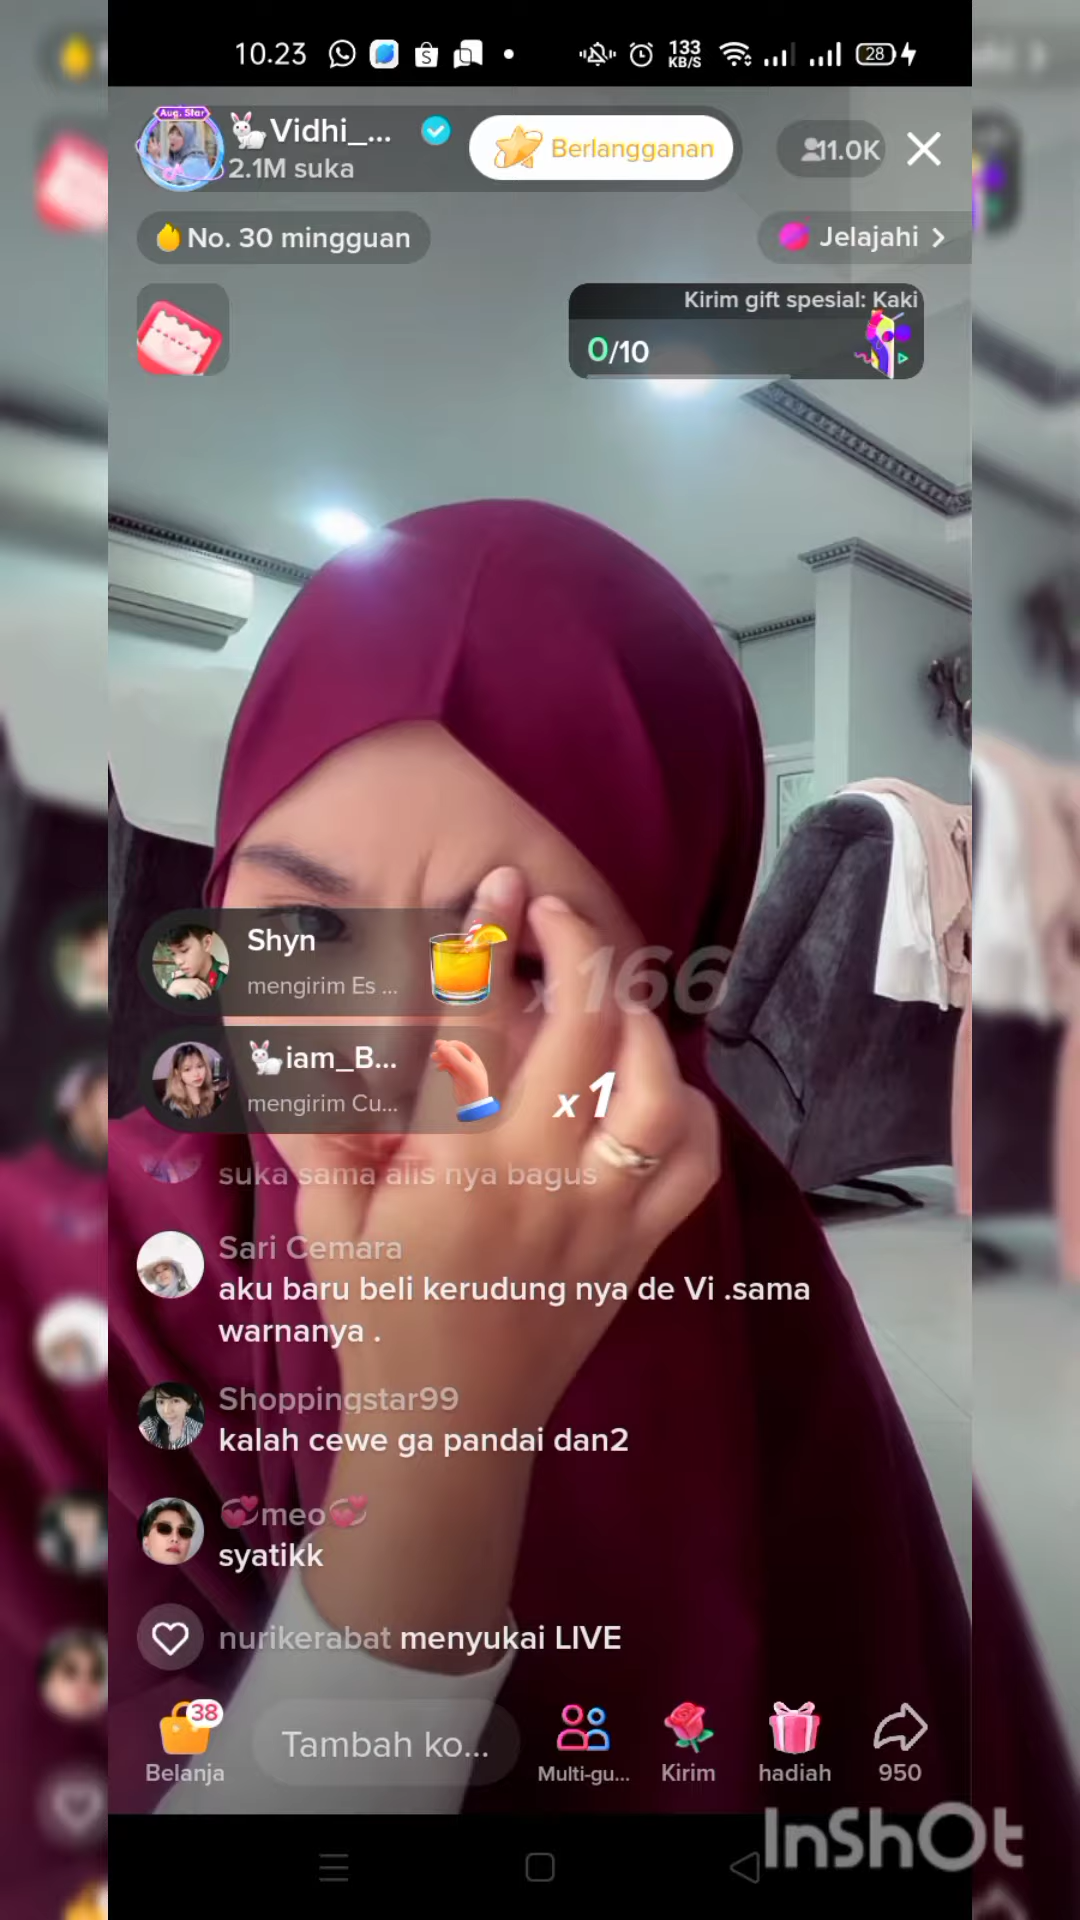 10.23
133
KB/S
28
Aug. Star
Vidhi_...
2.1M suka
Berlangganan
11.0K
No. 30 mingguan
Jelajahi
Kirim gift spesial: Kaki
0/10
Shyn
mengirim Es ...
x166
iam_B...
mengirim Cu...
x1
suka sama alis nya bagus
Sari Cemara
aku baru beli kerudung nya de Vi .sama
warnanya .
Shoppingstar99
kalah cewe ga pandai dan2
meo
syatikk
nurikerabat menyukai LIVE
38
Belanja
Tambah ko...
Multi-gu...
Kirim
hadiah
950
InShOt